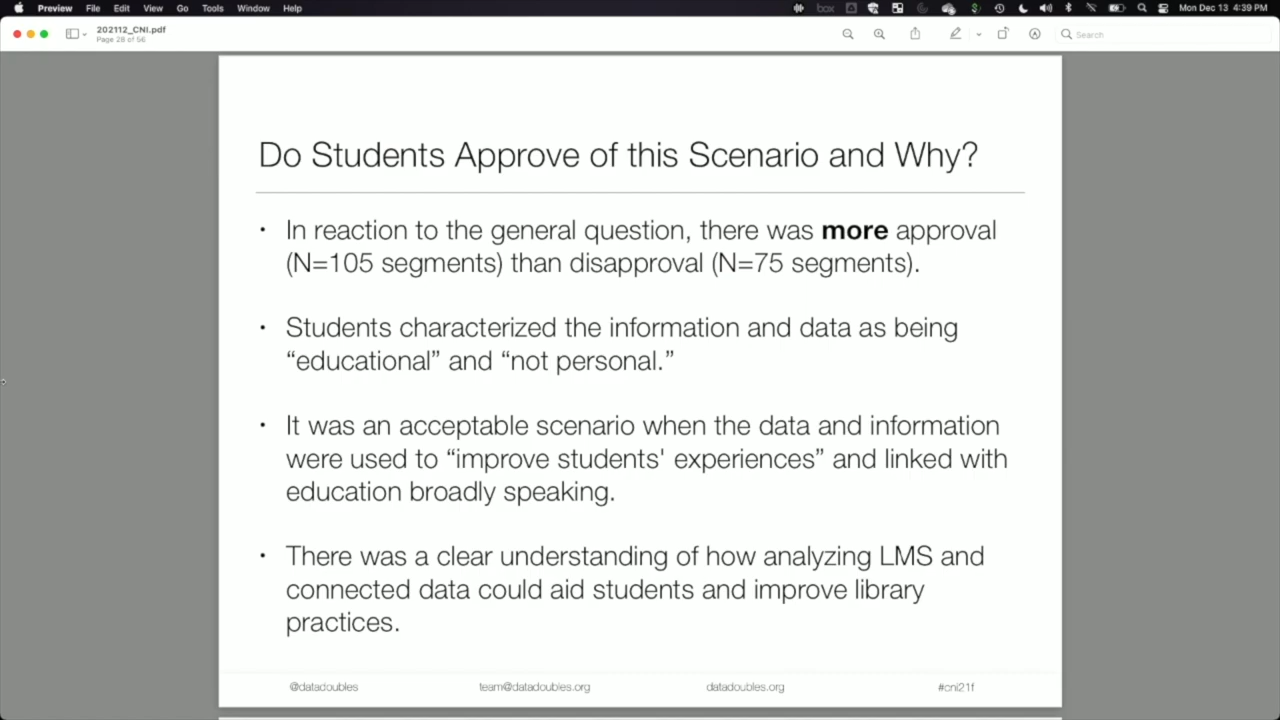 Preview File Edit View Go Tools Window Help
box
Mon Dec 13 4:39 PM
202112_CNI.pdf
Page 28 of 56
Search
Do Students Approve of this Scenario and Why?
• In reaction to the general question, there was more approval
(N=105 segments) than disapproval (N=75 segments).
• Students characterized the information and data as being
“educational” and “not personal.”
• It was an acceptable scenario when the data and information
were used to “improve students' experiences” and linked with
education broadly speaking.
• There was a clear understanding of how analyzing LMS and
connected data could aid students and improve library
practices.
@datadoubles team@datadoubles.org datadoubles.org #cni21f